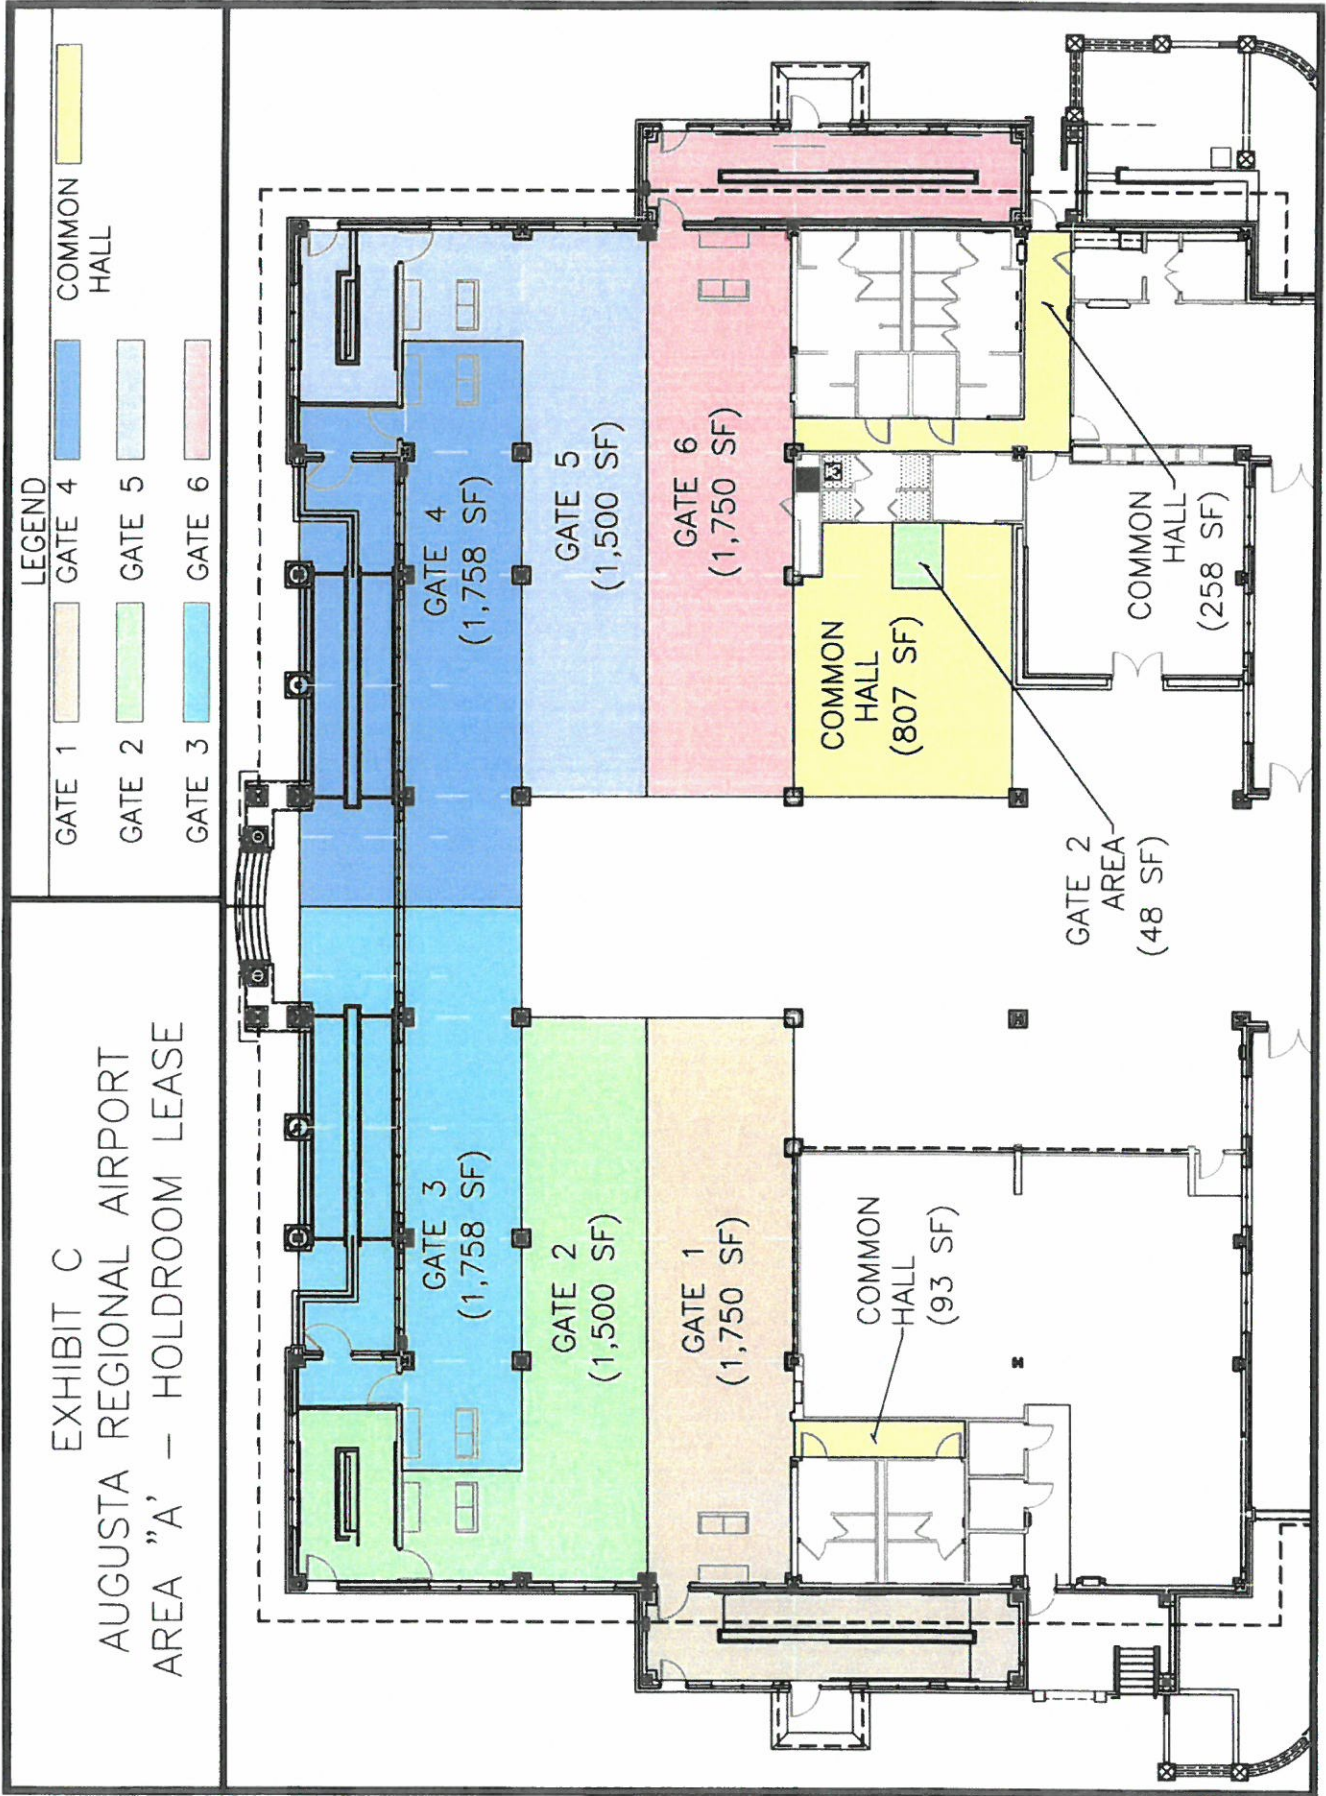 EXHIBIT C
AUGUSTA REGIONAL AIRPORT
AREA "A' – HOLDROOM LEASE
LEGEND
GATE 1
GATE 4
COMMON
HALL
GATE 2
GATE 5
GATE 3
GATE 6
GATE 3
(1,758 SF)
GATE 4
(1,758 SF)
GATE 2
(1,500 SF)
GATE 5
(1,500 SF)
GATE 1
(1,750 SF)
GATE 6
(1,750 SF)
COMMON
HALL
(93 SF)
COMMON
HALL
(807 SF)
GATE 2
AREA
(48 SF)
COMMON
HALL
(258 SF)